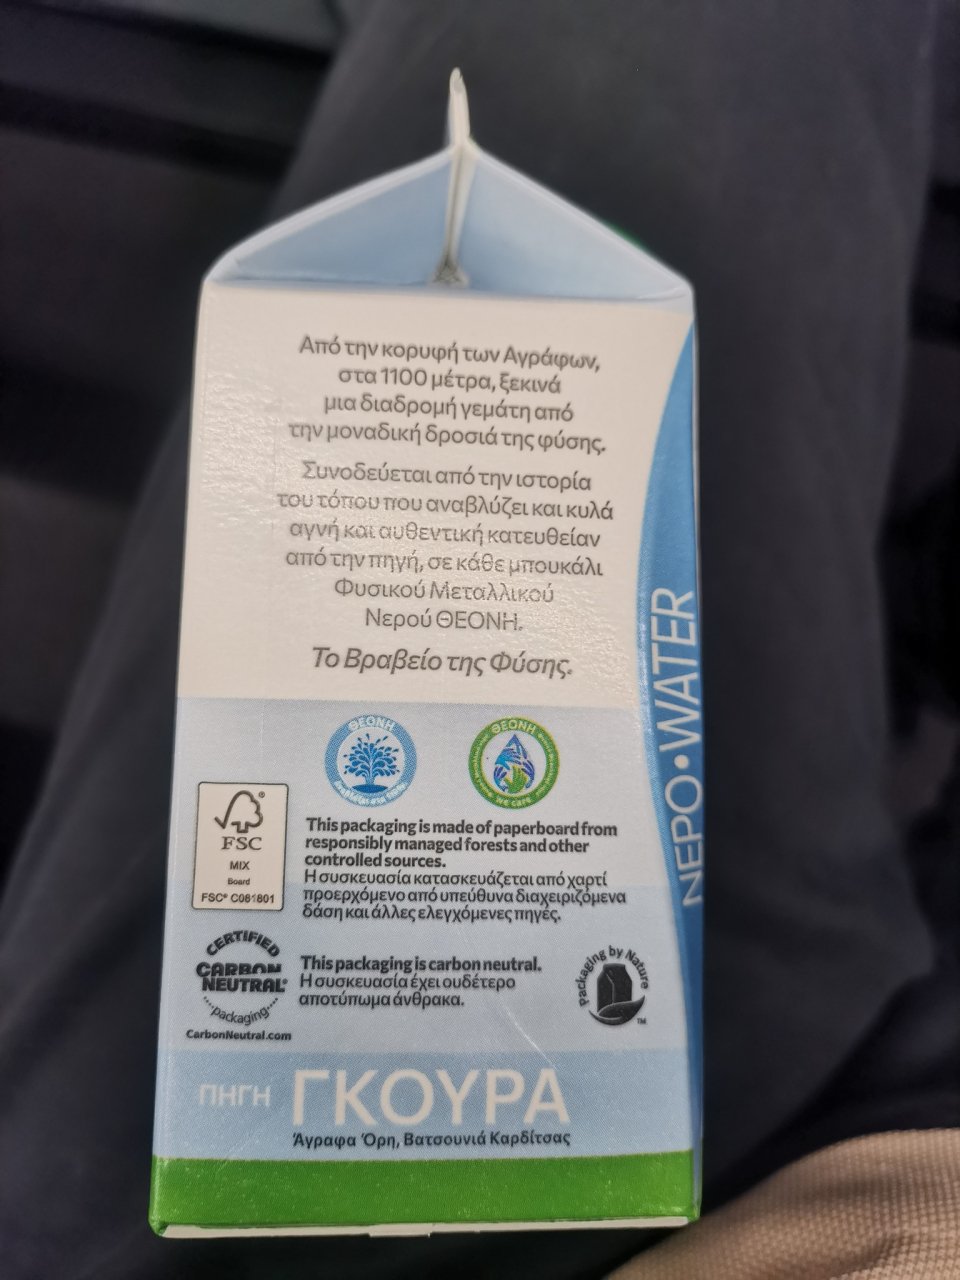 Από την κορυφή των Αγράφων,
στα 1100 μέτρα, ξεκινά
μια διαδρομή γεμάτη από
την μοναδική δροσιά της φύσης.
Συνοδεύεται από την ιστορία
του τόπου που αναβλύζει και κυλά
αγνή και αυθεντική κατευθείαν
από την πηγή, σε κάθε μπουκάλι
Φυσικού Μεταλλικού
Νερού ΘΕΟΝΗ.
Το Βραβείο της Φύσης.
ΝΕΡΟ•WATER
ΘΕΟΝΗ
ΘΕΟΝΗ
we care
FSC®
MIX
Board
FSC® C081801
This packaging is made of paperboard from
responsibly managed forests and other
controlled sources.
Η συσκευασία κατασκευάζεται από χαρτί
προερχόμενο από υπεύθυνα διαχειριζόμενα
δάση και άλλες ελεγχόμενες πηγές.
CERTIFIED
CARBON
NEUTRAL®
packaging
CarbonNeutral.com
This packaging is carbon neutral.
Η συσκευασία έχει ουδέτερο
αποτύπωμα άνθρακα.
Packaging by Nature
™
ΠΗΓΗ ΓΚΟΥΡΑ
Άγραφα Όρη, Βατσουνιά Καρδίτσας